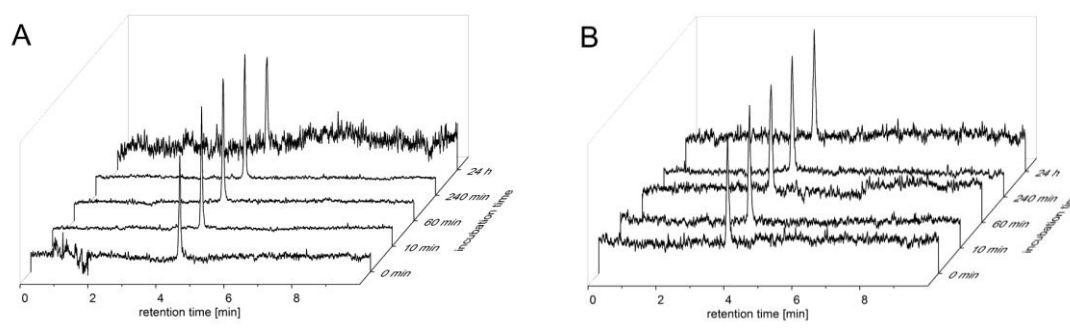 A
24 h
240 min
60 min
10 min
0 min
incubation time
0 2 4 6 8
retention time [min]
B
24 h
240 min
60 min
10 min
0 min
incubation time
0 2 4 6 8
retention time [min]